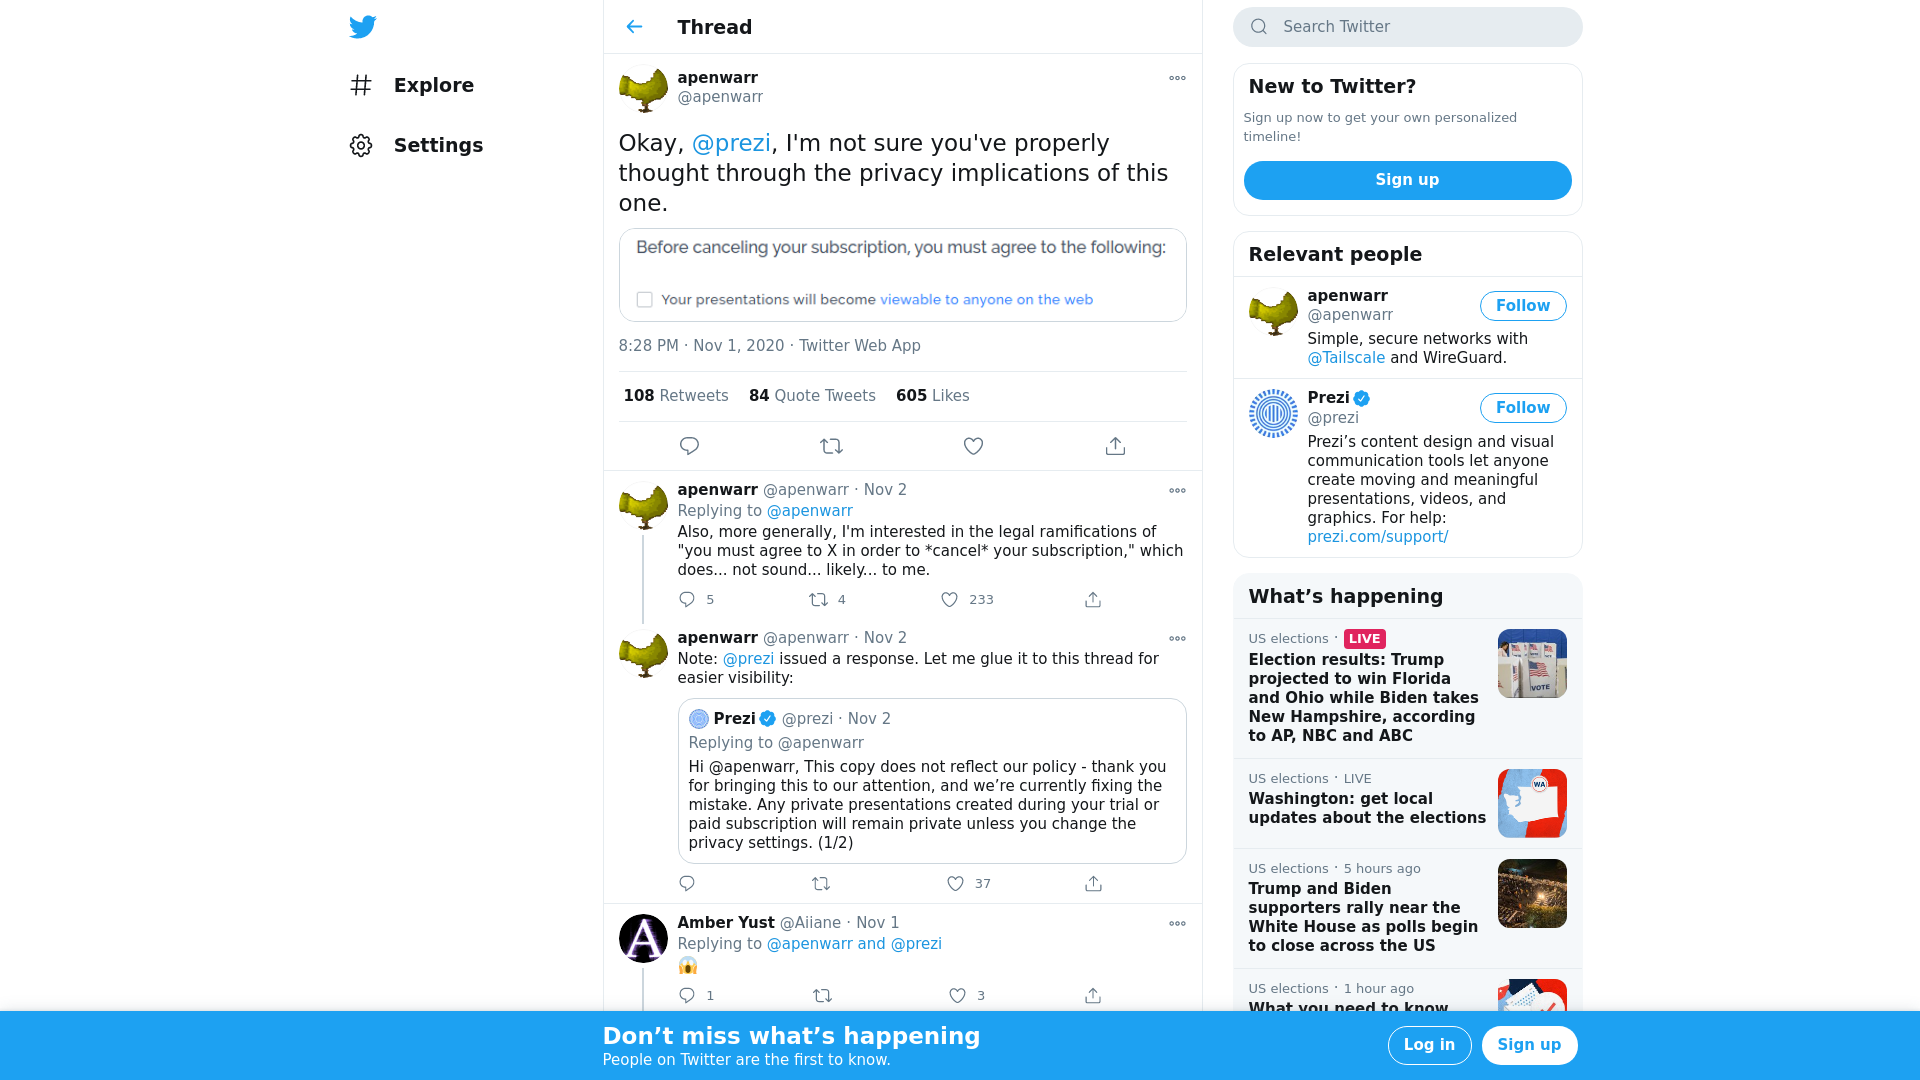 Explore
Settings
Thread
apenwarr
@apenwarr
Okay, @prezi, I'm not sure you've properly
thought through the privacy implications of this
one.
Before canceling your subscription, you must agree to the following:
Your presentations will become viewable to anyone on the web
8:28 PM · Nov 1, 2020 · Twitter Web App
108 Retweets 84 Quote Tweets 605 Likes
apenwarr @apenwarr · Nov 2
Replying to @apenwarr
Also, more generally, I'm interested in the legal ramifications of
"you must agree to X in order to *cancel* your subscription," which
does... not sound... likely... to me.
5 4 233
apenwarr @apenwarr · Nov 2
Note: @prezi issued a response. Let me glue it to this thread for
easier visibility:
Prezi @prezi · Nov 2
Replying to @apenwarr
Hi @apenwarr, This copy does not reflect our policy - thank you
for bringing this to our attention, and we’re currently fixing the
mistake. Any private presentations created during your trial or
paid subscription will remain private unless you change the
privacy settings. (1/2)
37
Amber Yust @Aiiane · Nov 1
Replying to @apenwarr and @prezi
😱
1 3
Search Twitter
New to Twitter?
Sign up now to get your own personalized
timeline!
Sign up
Relevant people
apenwarr
@apenwarr
Follow
Simple, secure networks with
@Tailscale and WireGuard.
Prezi
@prezi
Follow
Prezi’s content design and visual
communication tools let anyone
create moving and meaningful
presentations, videos, and
graphics. For help:
prezi.com/support/
What’s happening
US elections · LIVE
Election results: Trump
projected to win Florida
and Ohio while Biden takes
New Hampshire, according
to AP, NBC and ABC
VOTE
US elections · LIVE
Washington: get local
updates about the elections
WA
US elections · 5 hours ago
Trump and Biden
supporters rally near the
White House as polls begin
to close across the US
US elections · 1 hour ago
What you need to know
Don’t miss what’s happening
People on Twitter are the first to know.
Log in
Sign up